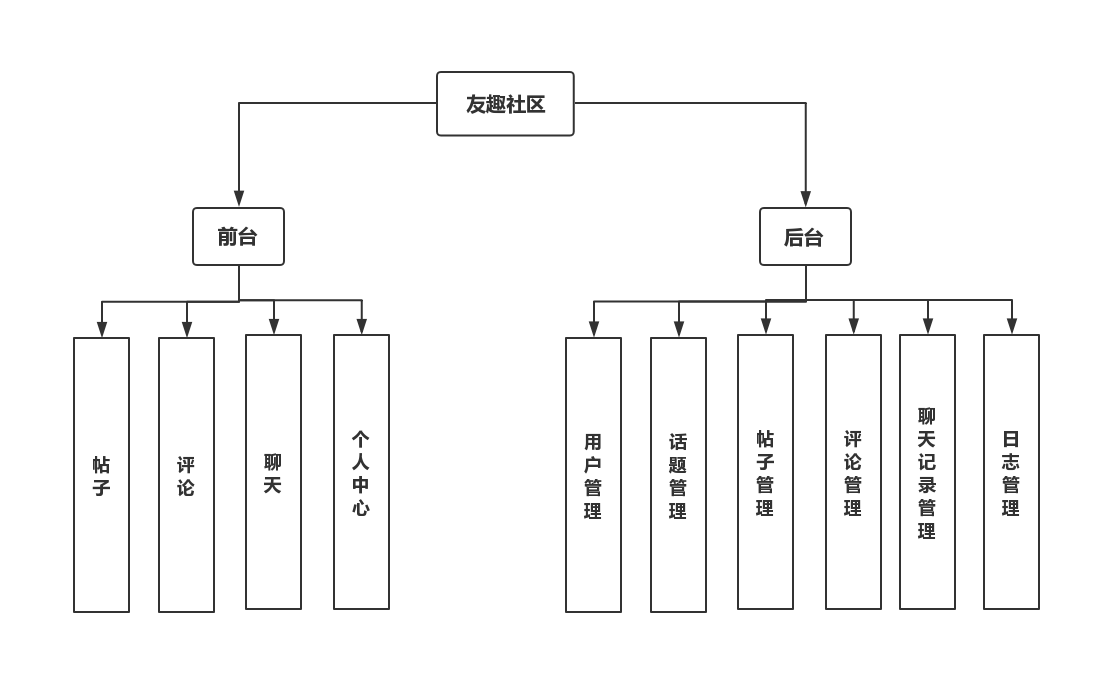 友趣社区
前台
后台
帖子
评论
聊天
个人中心
用户管理
话题管理
帖子管理
评论管理
聊天记录管理
日志管理